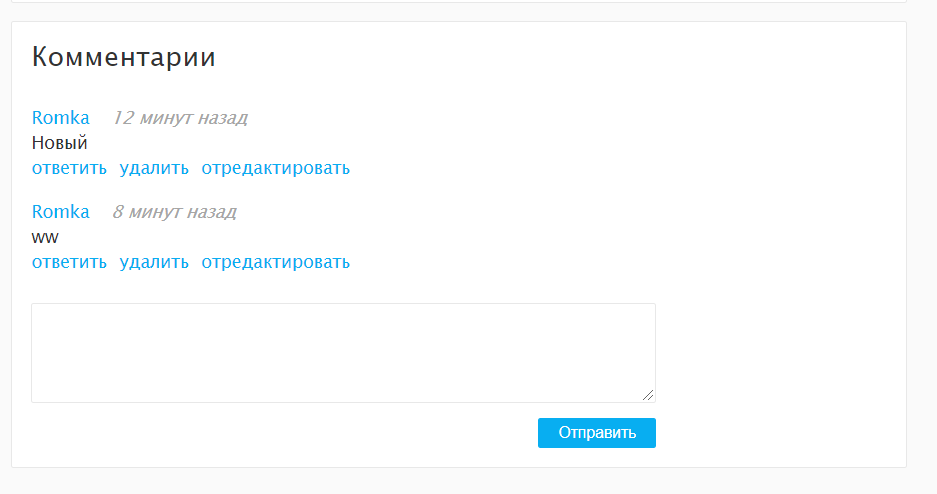 Комментарии
Romka 12 минут назад
Новый
ответить удалить отредактировать
Romka 8 минут назад
ww
ответить удалить отредактировать
Отправить